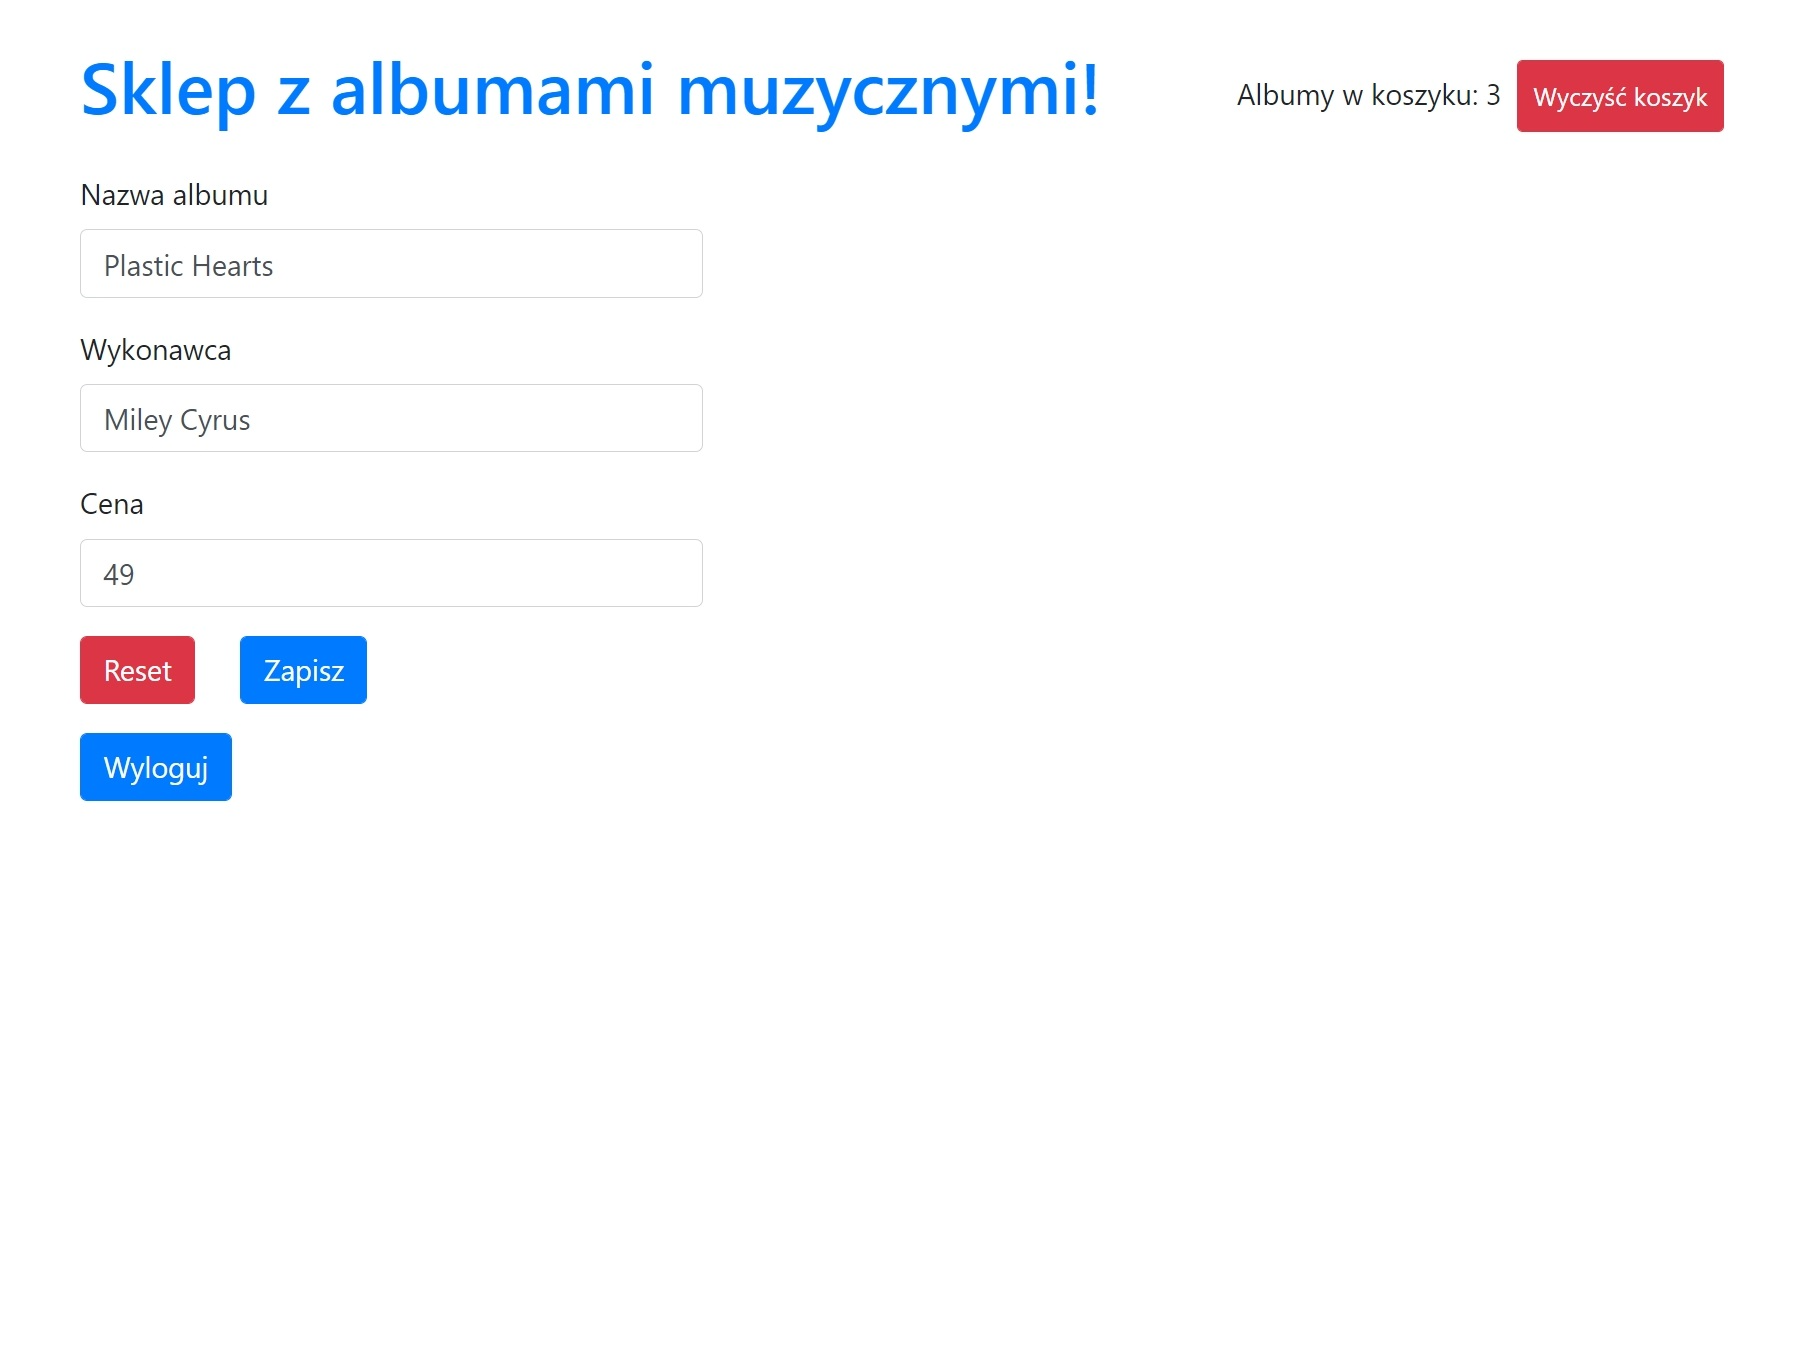 Sklep z albumami muzycznymi!
Albumy w koszyku: 3 Wyczyść koszyk
Nazwa albumu
Plastic Hearts
Wykonawca
Miley Cyrus
Cena
49
Reset Zapisz
Wyloguj